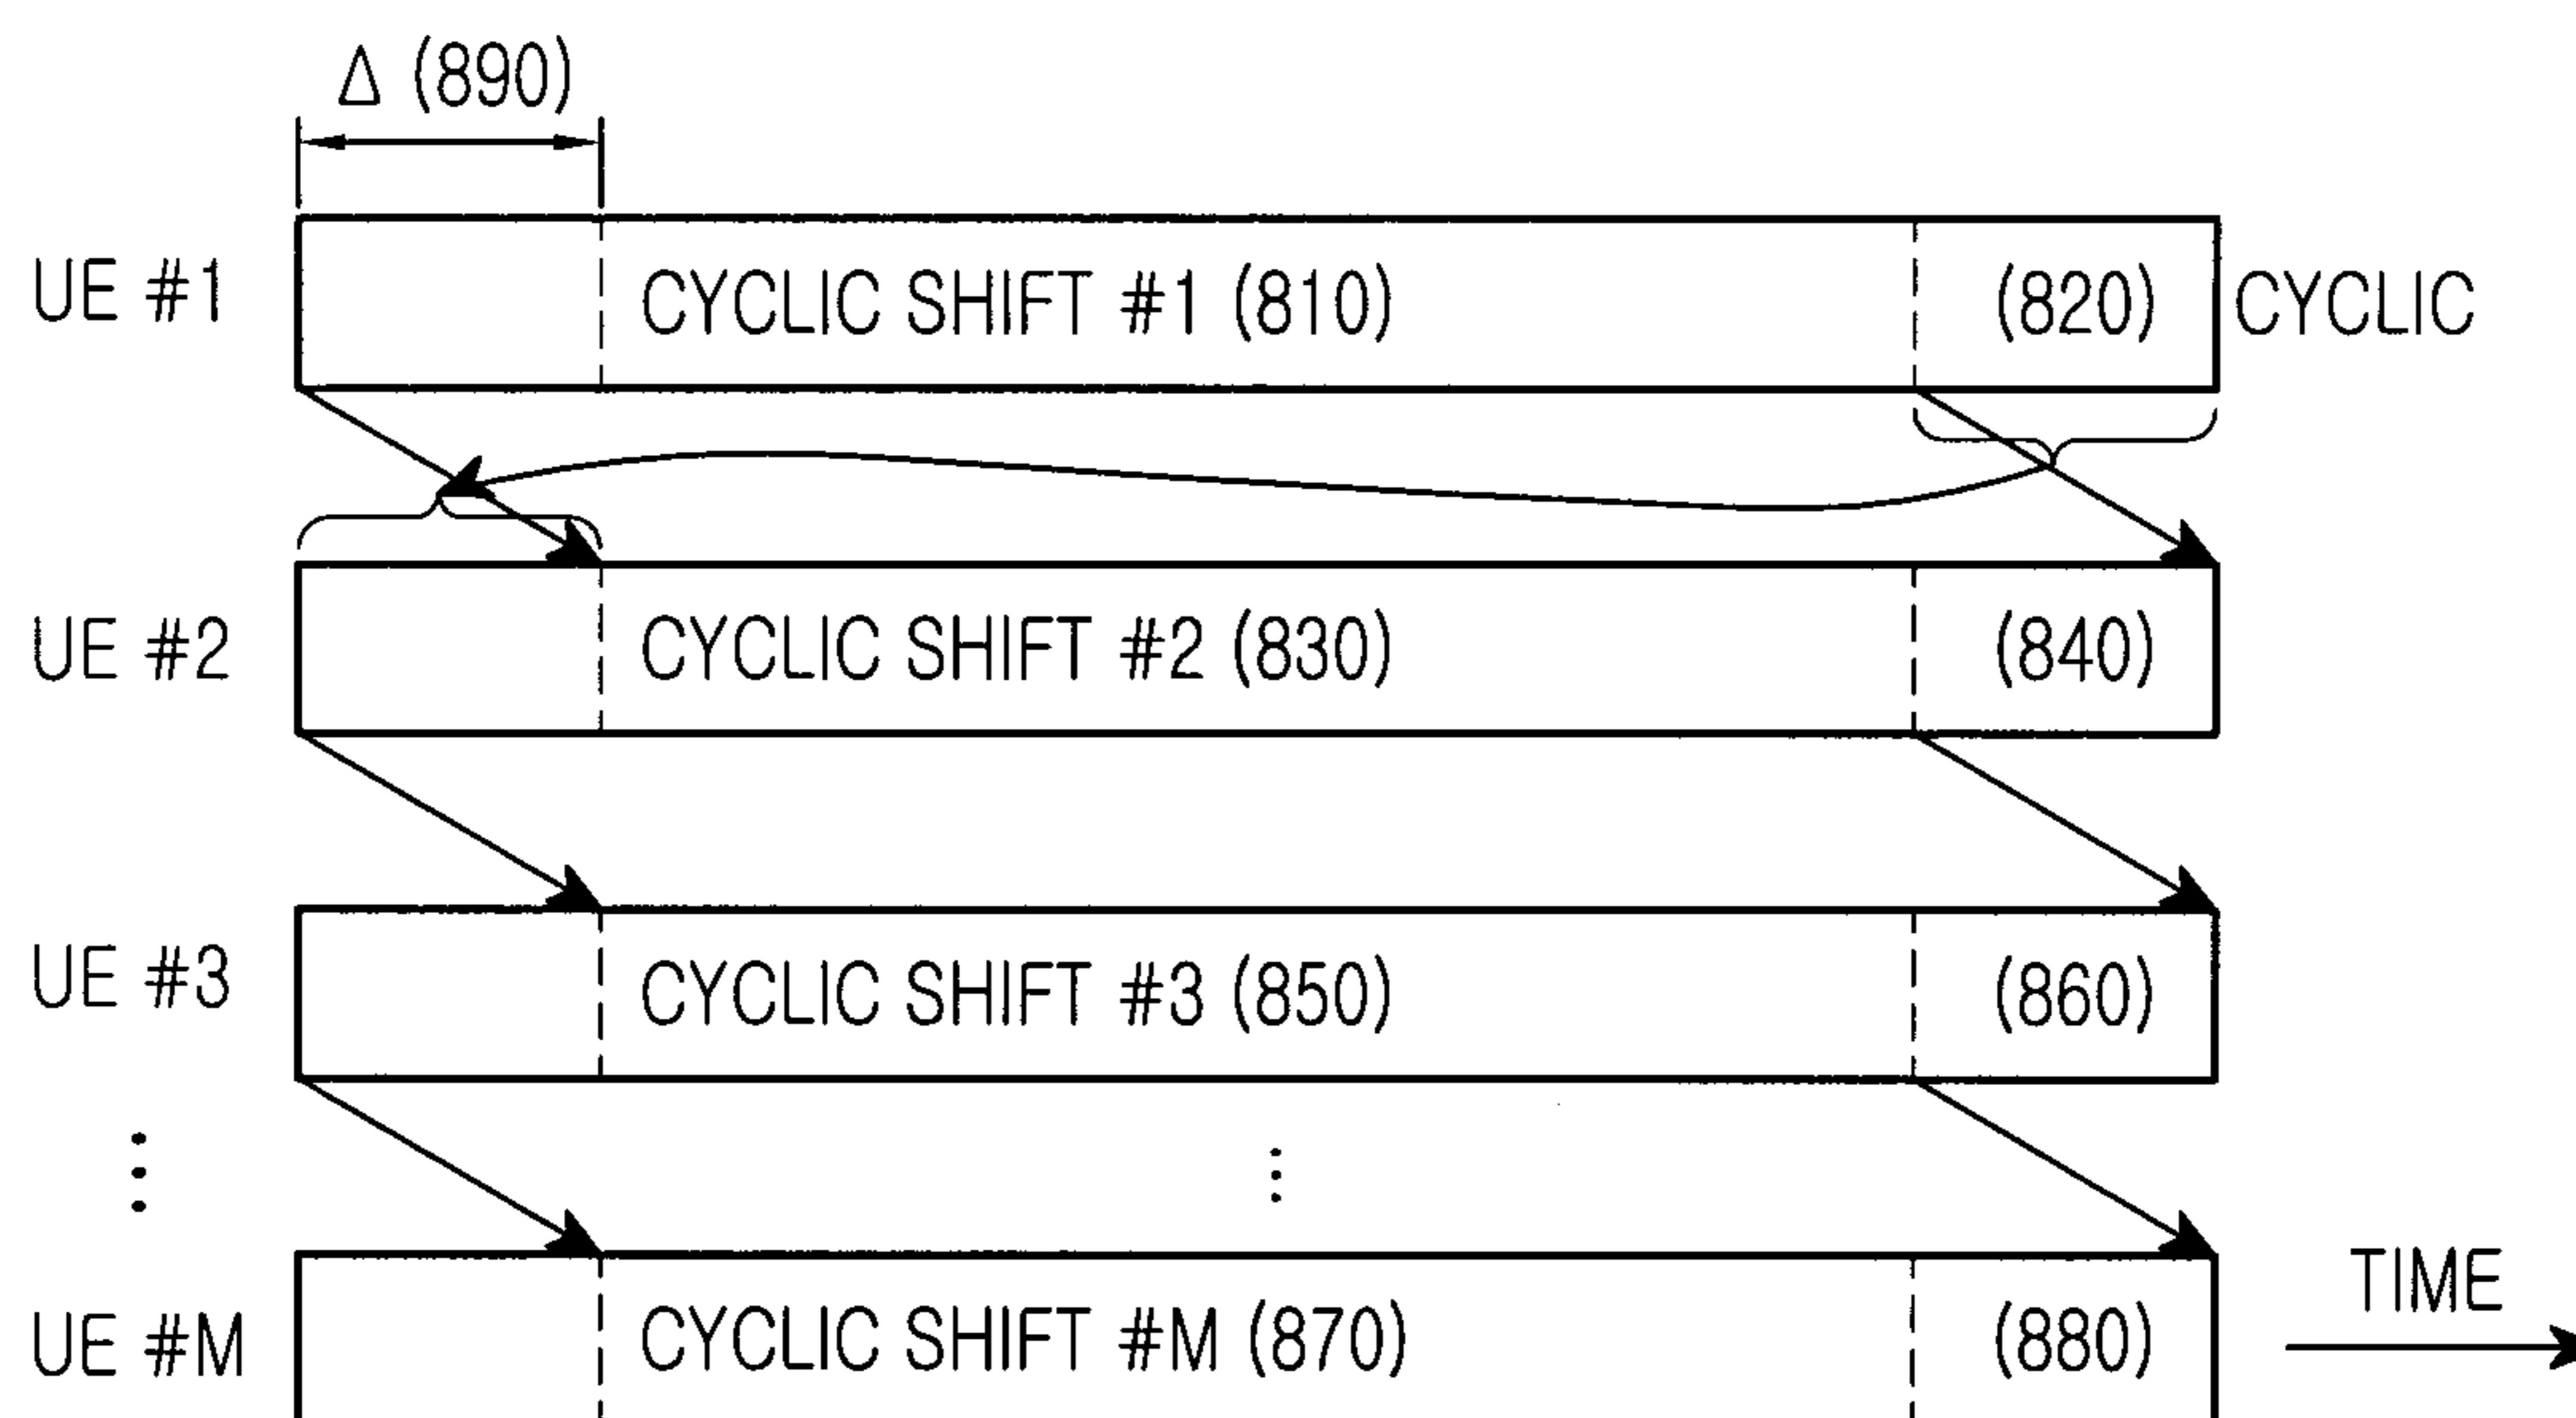 Δ (890)
UE #1 CYCLIC SHIFT #1 (810) (820) CYCLIC
UE #2 CYCLIC SHIFT #2 (830) (840)
UE #3 CYCLIC SHIFT #3 (850) (860)
TIME
UE #M CYCLIC SHIFT #M (870) (880)